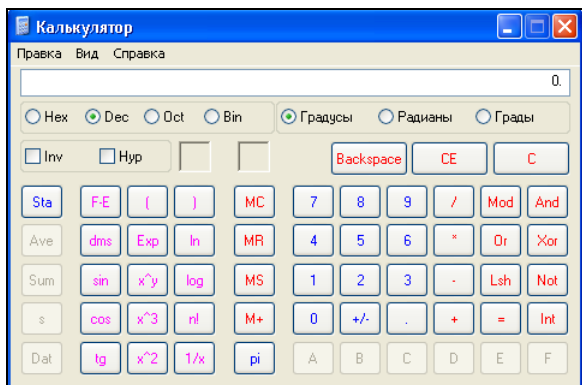 Калькулятор
Правка Вид Справка
0.
Hex Dec Oct Bin Градусы Радианы Грады
Inv Hyp Backspace CE C
Sta F-E ( ) MC 7 8 9 / Mod And
Ave dms Exp ln MR 4 5 6 * Or Xor
Sum sin x^y log MS 1 2 3 - Lsh Not
s cos x^3 n! M+ 0 +/- . + = Int
Dat tg x^2 1/x pi A B C D E F